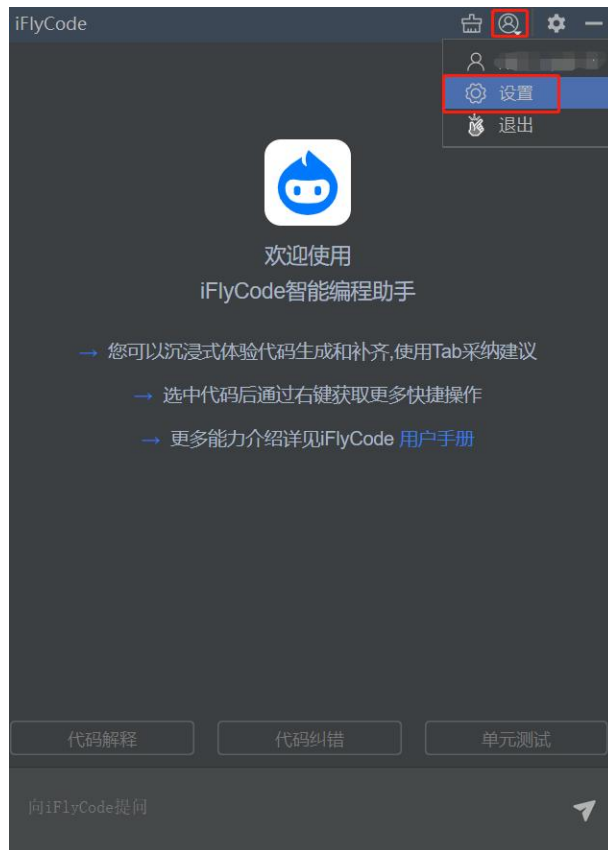 iFlyCode
设置
退出
欢迎使用
iFlyCode智能编程助手
→ 您可以沉浸式体验代码生成和补齐,使用Tab采纳建议
→ 选中代码后通过右键获取更多快捷操作
→ 更多能力介绍详见iFlyCode 用户手册
代码解释 代码纠错 单元测试
向iFlyCode提问